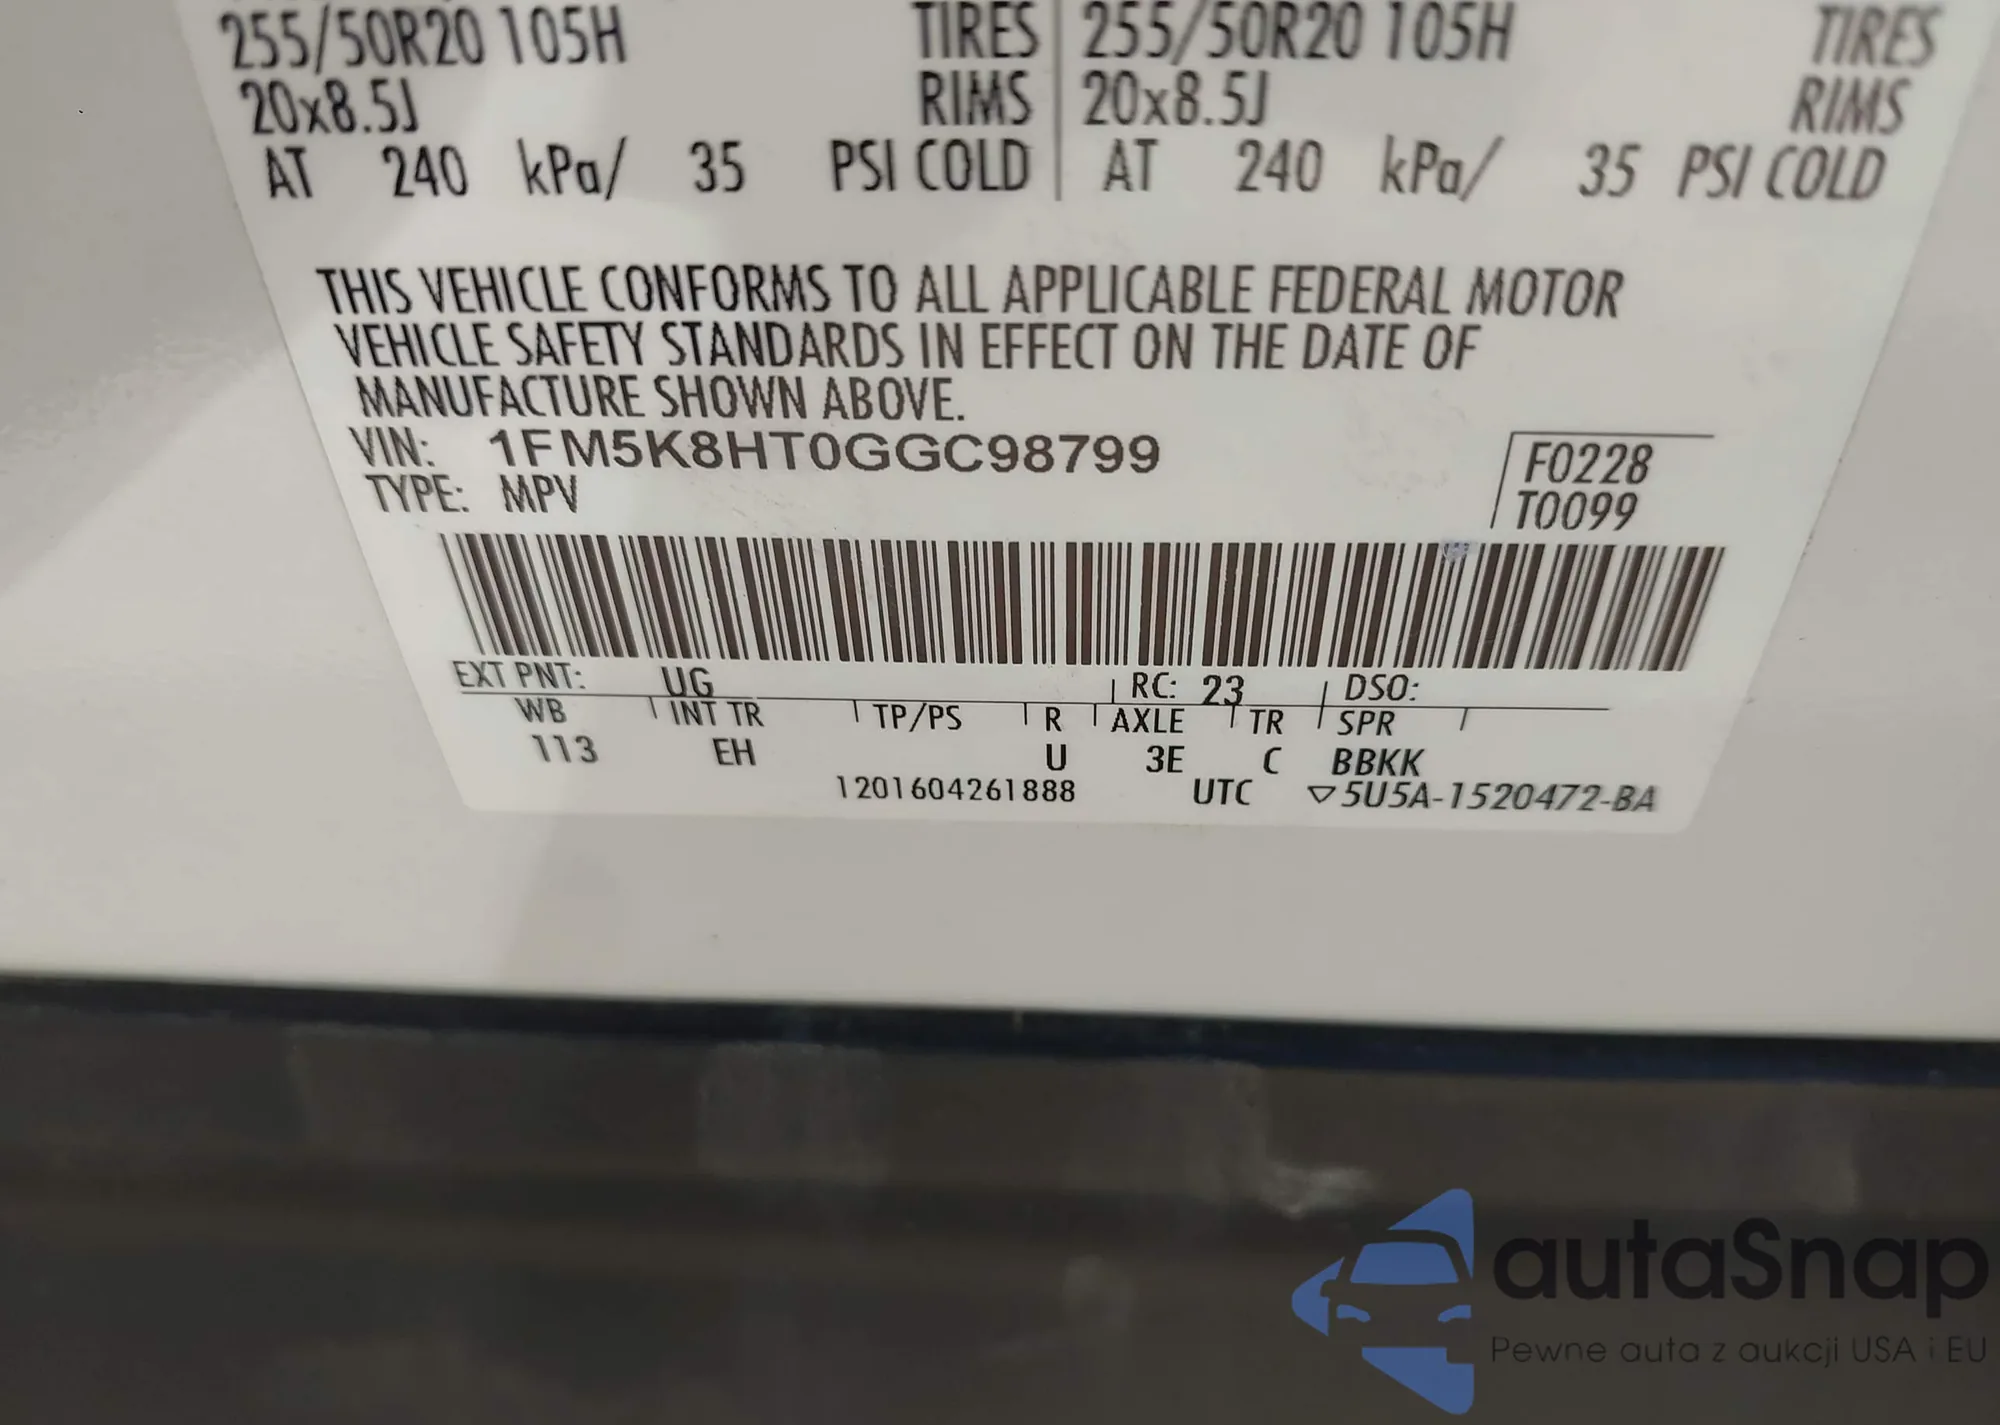 255/50R20 105H TIRES 255/50R20 105H TIRES
20x8.5J RIMS 20x8.5J RIMS
AT 240 kPa/ 35 PSI COLD AT 240 kPa/ 35 PSI COLD
THIS VEHICLE CONFORMS TO ALL APPLICABLE FEDERAL MOTOR
VEHICLE SAFETY STANDARDS IN EFFECT ON THE DATE OF
MANUFACTURE SHOWN ABOVE.
VIN: 1FM5K8HT0GGC98799 F0228
TYPE: MPV T0099
EXT PNT: UG RC: 23 DSO:
WB INT TR TP/PS R AXLE TR SPR
113 EH U 3E C BBKK
1201604261888 UTC ▽5U5A-1520472-BA
autaSnap
Pewne auta z aukcji USA i EU